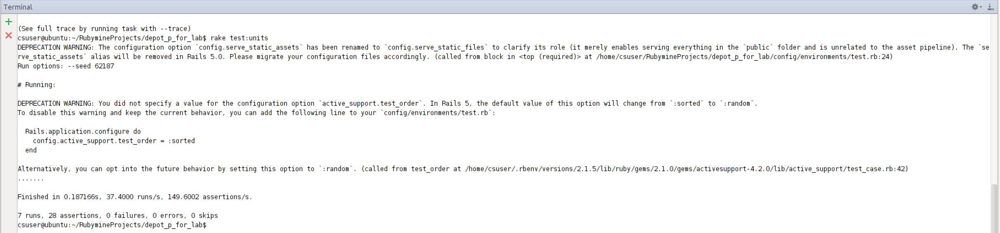 Terminal
(See full trace by running task with --trace)
csuser@ubuntu:~/RubymineProjects/depot_p_for_lab$ rake test:units
DEPRECATION WARNING: The configuration option `config.serve_static_assets` has been renamed to `config.serve_static_files` to clarify its role (it merely enables serving everything in the `public` folder and is unrelated to the asset pipeline). The `se
rve_static_assets` alias will be removed in Rails 5.0. Please migrate your configuration files accordingly. (called from block in <top (required)> at /home/csuser/RubymineProjects/depot_p_for_lab/config/environments/test.rb:24)
Run options: --seed 62187
# Running:
DEPRECATION WARNING: You did not specify a value for the configuration option `active_support.test_order`. In Rails 5, the default value of this option will change from `:sorted` to `:random`.
To disable this warning and keep the current behavior, you can add the following line to your `config/environments/test.rb`:
Rails.application.configure do
config.active_support.test_order = :sorted
end
Alternatively, you can opt into the future behavior by setting this option to `:random`. (called from test_order at /home/csuser/.rbenv/versions/2.1.5/lib/ruby/gems/2.1.0/gems/activesupport-4.2.0/lib/active_support/test_case.rb:42)
.......
Finished in 0.187166s, 37.4000 runs/s, 149.6002 assertions/s.
7 runs, 28 assertions, 0 failures, 0 errors, 0 skips
csuser@ubuntu:~/RubymineProjects/depot_p_for_lab$